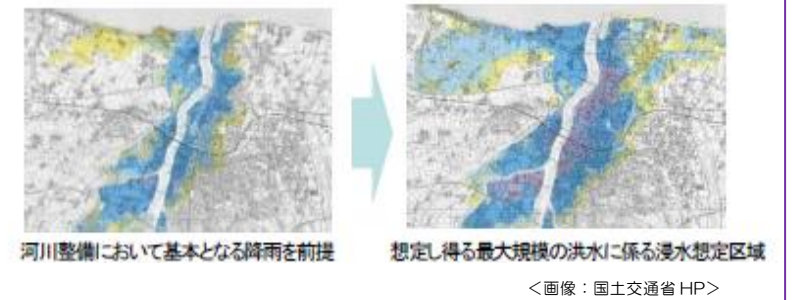 河川整備において基本となる降雨を前提
想定し得る最大規模の洪水に係る浸水想定区域
＜画像：国土交通省 HP＞